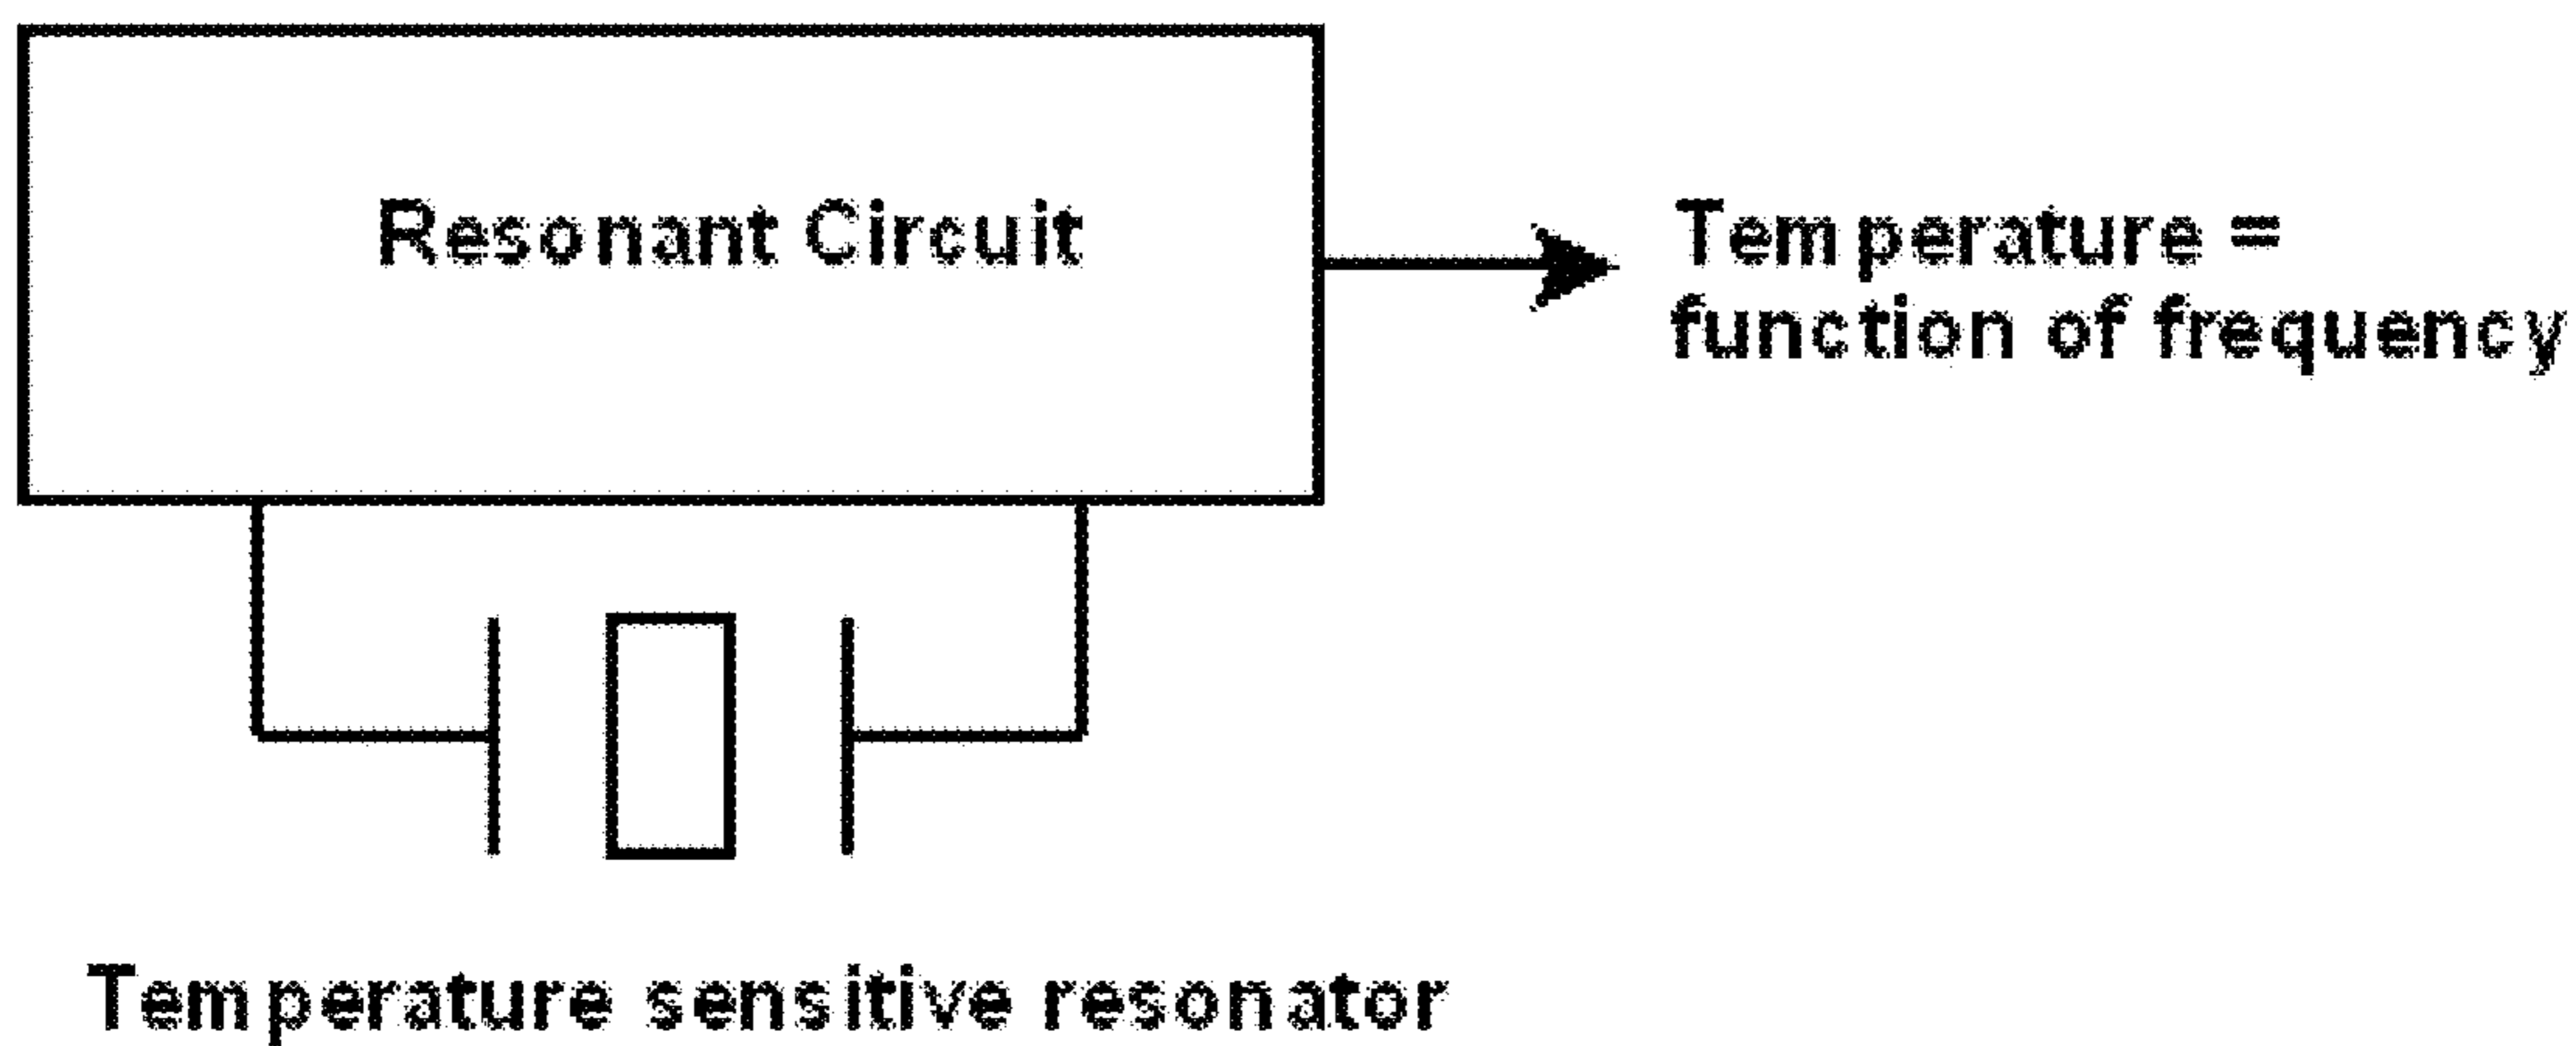 Resonant Circuit
Temperature =
function of frequency
Temperature sensitive resonator